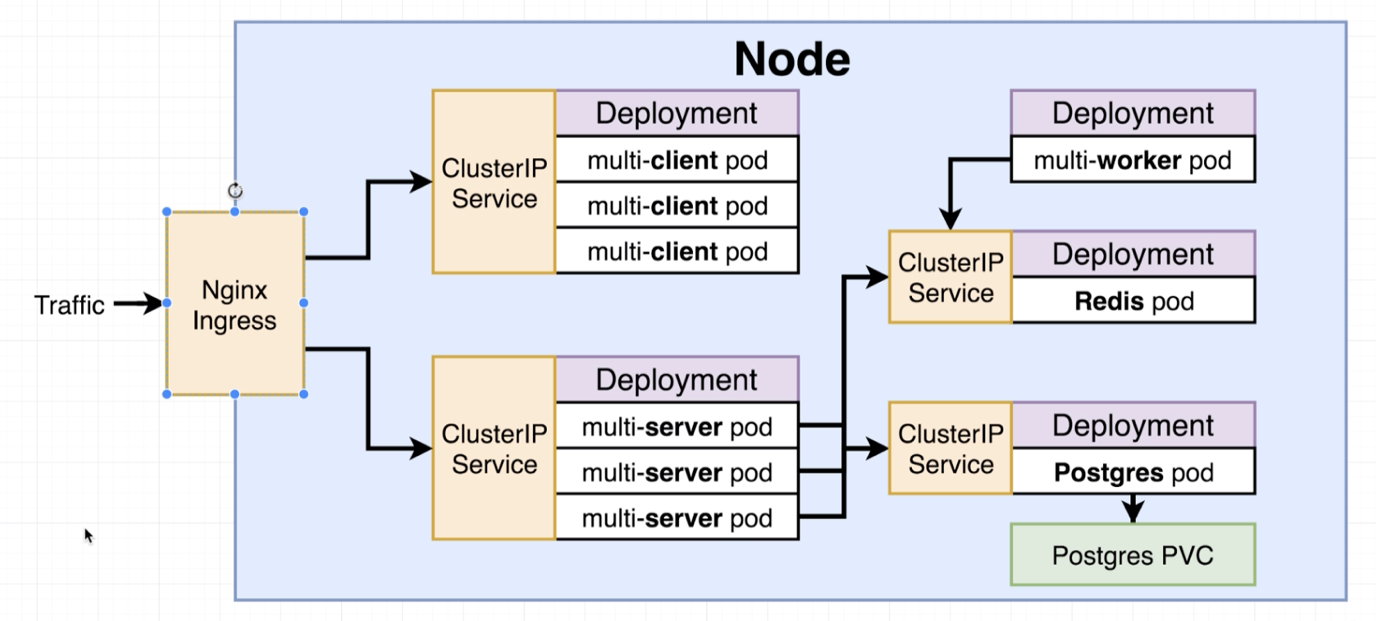 Node
Traffic
Nginx
Ingress
ClusterIP
Service
Deployment
multi-client pod
multi-client pod
multi-client pod
ClusterIP
Service
Deployment
multi-server pod
multi-server pod
multi-server pod
Deployment
multi-worker pod
ClusterIP
Service
Deployment
Redis pod
ClusterIP
Service
Deployment
Postgres pod
Postgres PVC